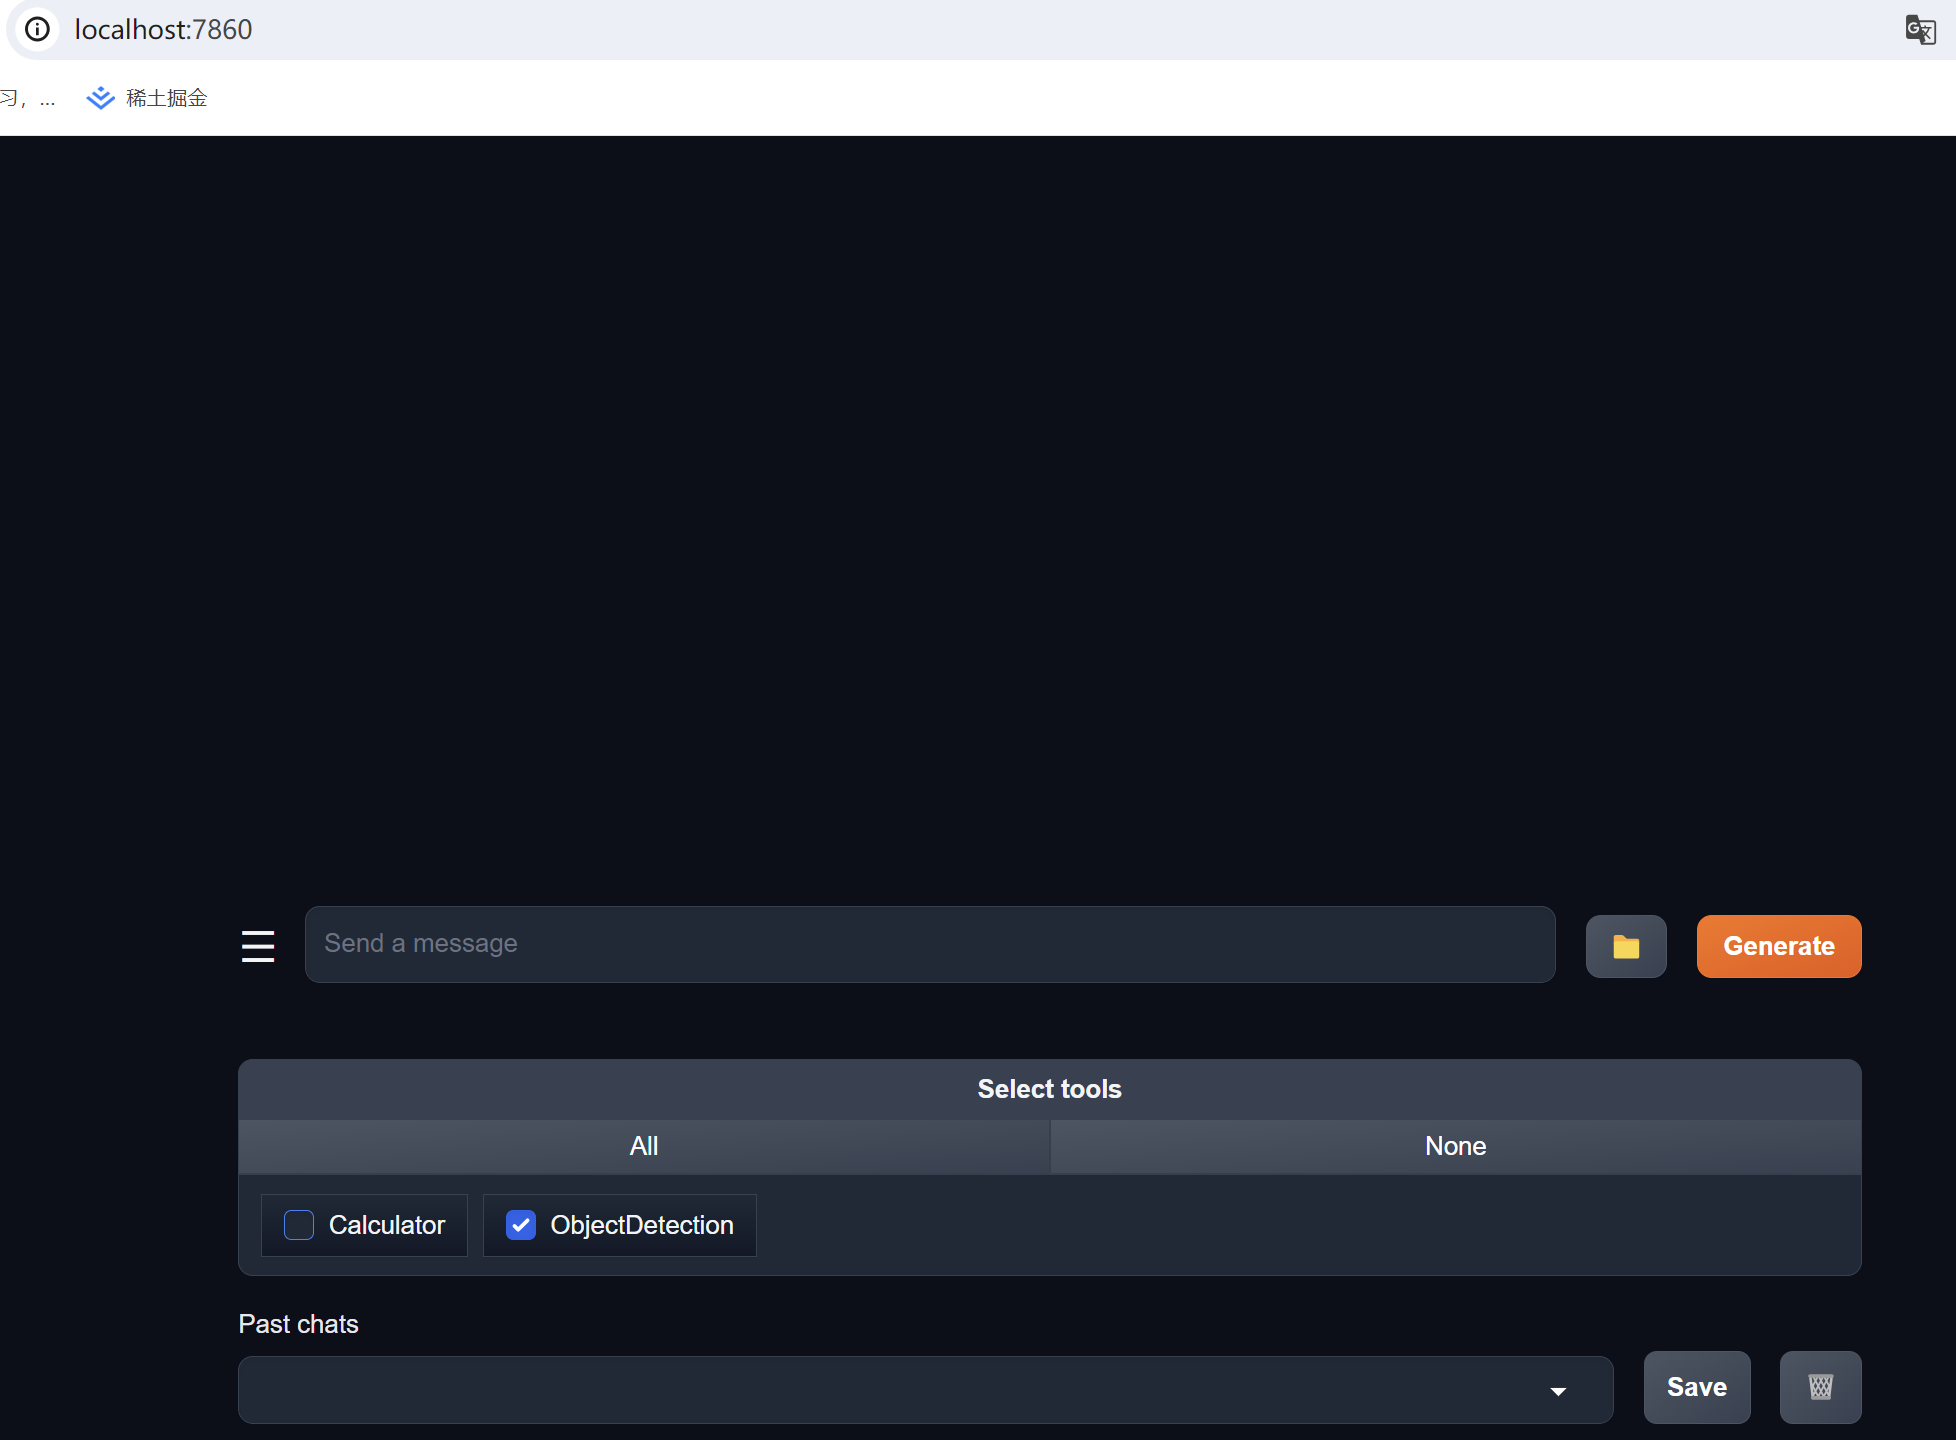 localhost:7860
习，...
稀土掘金
Send a message
Generate
Select tools
All
None
Calculator
ObjectDetection
Past chats
Save